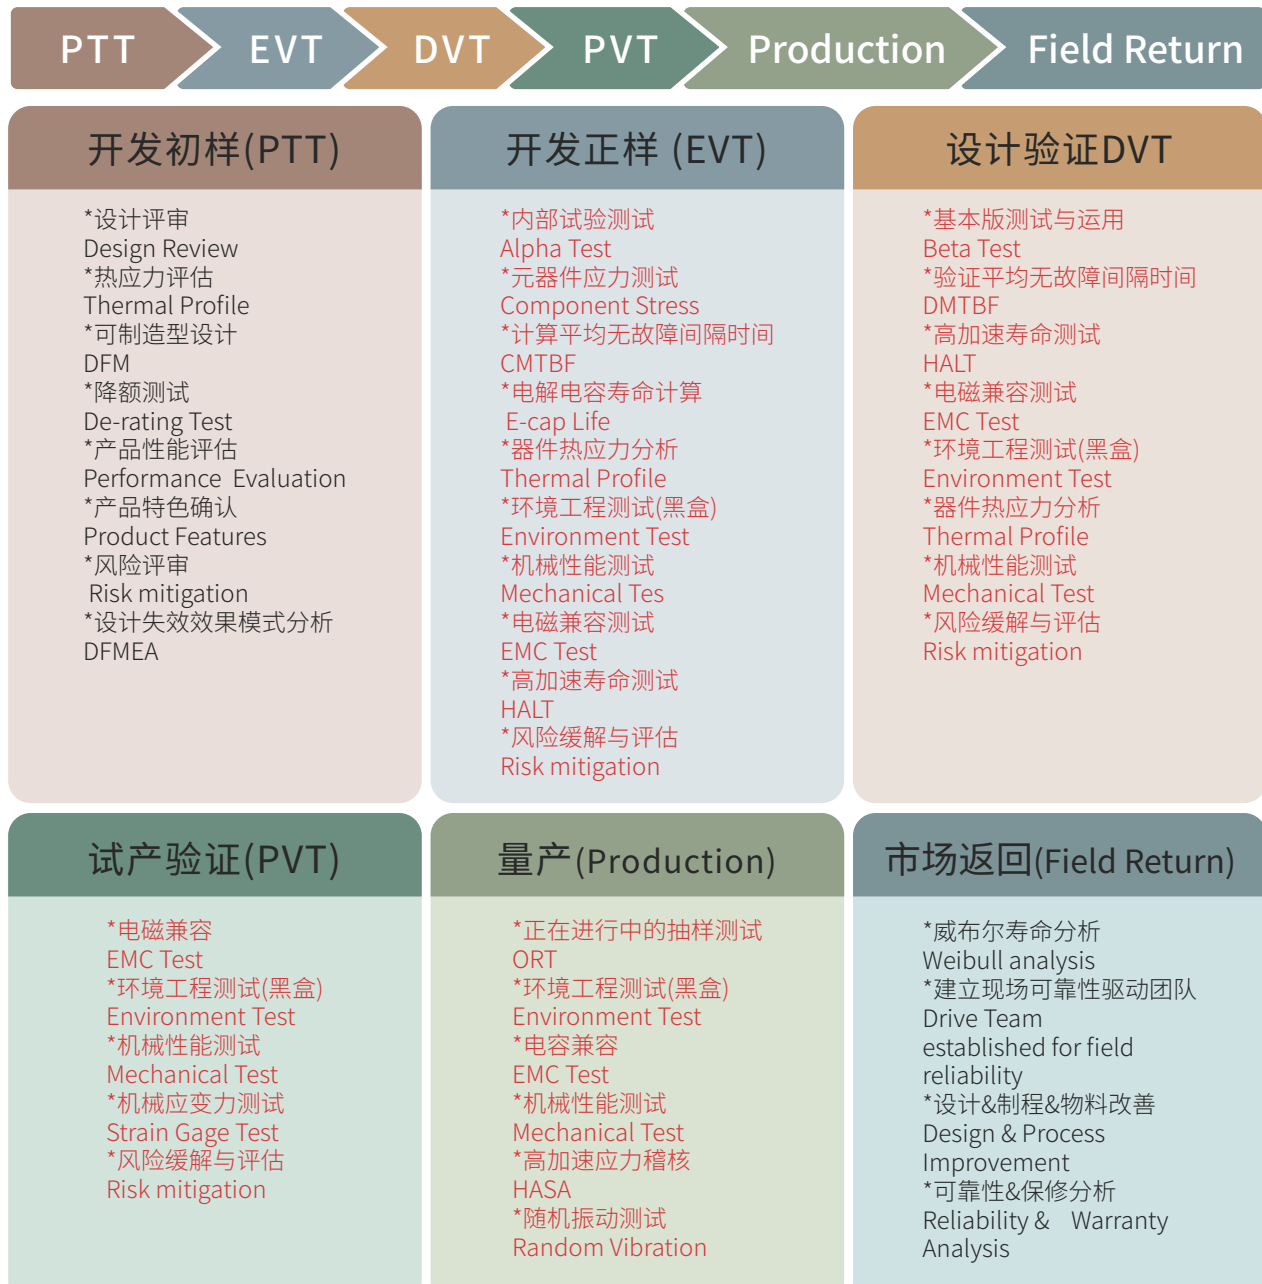 PTT
EVT
DVT
PVT
Production
Field Return
开发初样(PTT)
*设计评审
Design Review
*热应力评估
Thermal Profile
*可制造型设计
DFM
*降额测试
De-rating Test
*产品性能评估
Performance Evaluation
*产品特色确认
Product Features
*风险评审
Risk mitigation
*设计失效效果模式分析
DFMEA
开发正样 (EVT)
*内部试验测试
Alpha Test
*元器件应力测试
Component Stress
*计算平均无故障间隔时间
CMTBF
*电解电容寿命计算
E-cap Life
*器件热应力分析
Thermal Profile
*环境工程测试(黑盒)
Environment Test
*机械性能测试
Mechanical Tes
*电磁兼容测试
EMC Test
*高加速寿命测试
HALT
*风险缓解与评估
Risk mitigation
设计验证DVT
*基本版测试与运用
Beta Test
*验证平均无故障间隔时间
DMTBF
*高加速寿命测试
HALT
*电磁兼容测试
EMC Test
*环境工程测试(黑盒)
Environment Test
*器件热应力分析
Thermal Profile
*机械性能测试
Mechanical Test
*风险缓解与评估
Risk mitigation
试产验证(PVT)
*电磁兼容
EMC Test
*环境工程测试(黑盒)
Environment Test
*机械性能测试
Mechanical Test
*机械应变力测试
Strain Gage Test
*风险缓解与评估
Risk mitigation
量产(Production)
*正在进行中的抽样测试
ORT
*环境工程测试(黑盒)
Environment Test
*电容兼容
EMC Test
*机械性能测试
Mechanical Test
*高加速应力稽核
HASA
*随机振动测试
Random Vibration
市场返回(Field Return)
*威布尔寿命分析
Weibull analysis
*建立现场可靠性驱动团队
Drive Team
established for field
reliability
*设计&制程&物料改善
Design & Process
Improvement
*可靠性&保修分析
Reliability & Warranty
Analysis